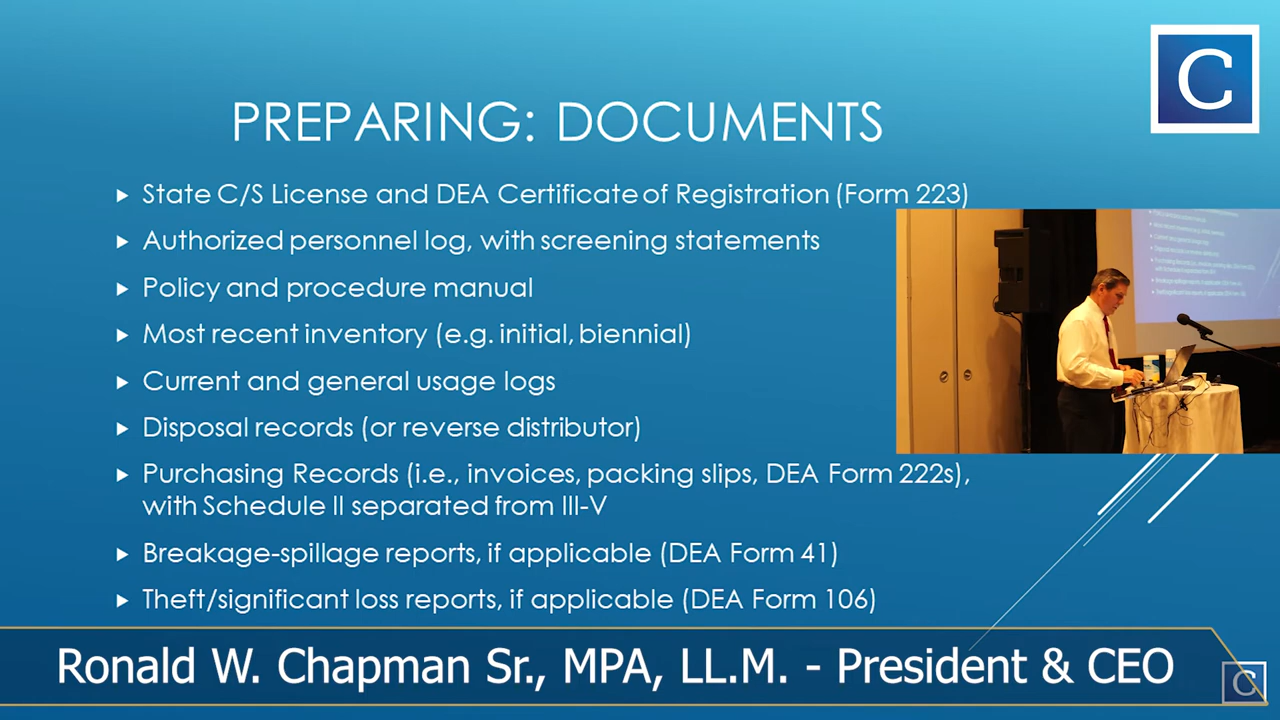 C
PREPARING: DOCUMENTS
State C/S License and DEA Certificate of Registration (Form 223)
Authorized personnel log, with screening statements
Policy and procedure manual
Most recent inventory (e.g. initial, biennial)
Current and general usage logs
Disposal records (or reverse distributor)
Purchasing Records (i.e., invoices, packing slips, DEA Form 222s),
with Schedule II separated from III-V
Breakage-spillage reports, if applicable (DEA Form 41)
Theft/significant loss reports, if applicable (DEA Form 106)
Ronald W. Chapman Sr., MPA, LL.M. - President & CEO
C